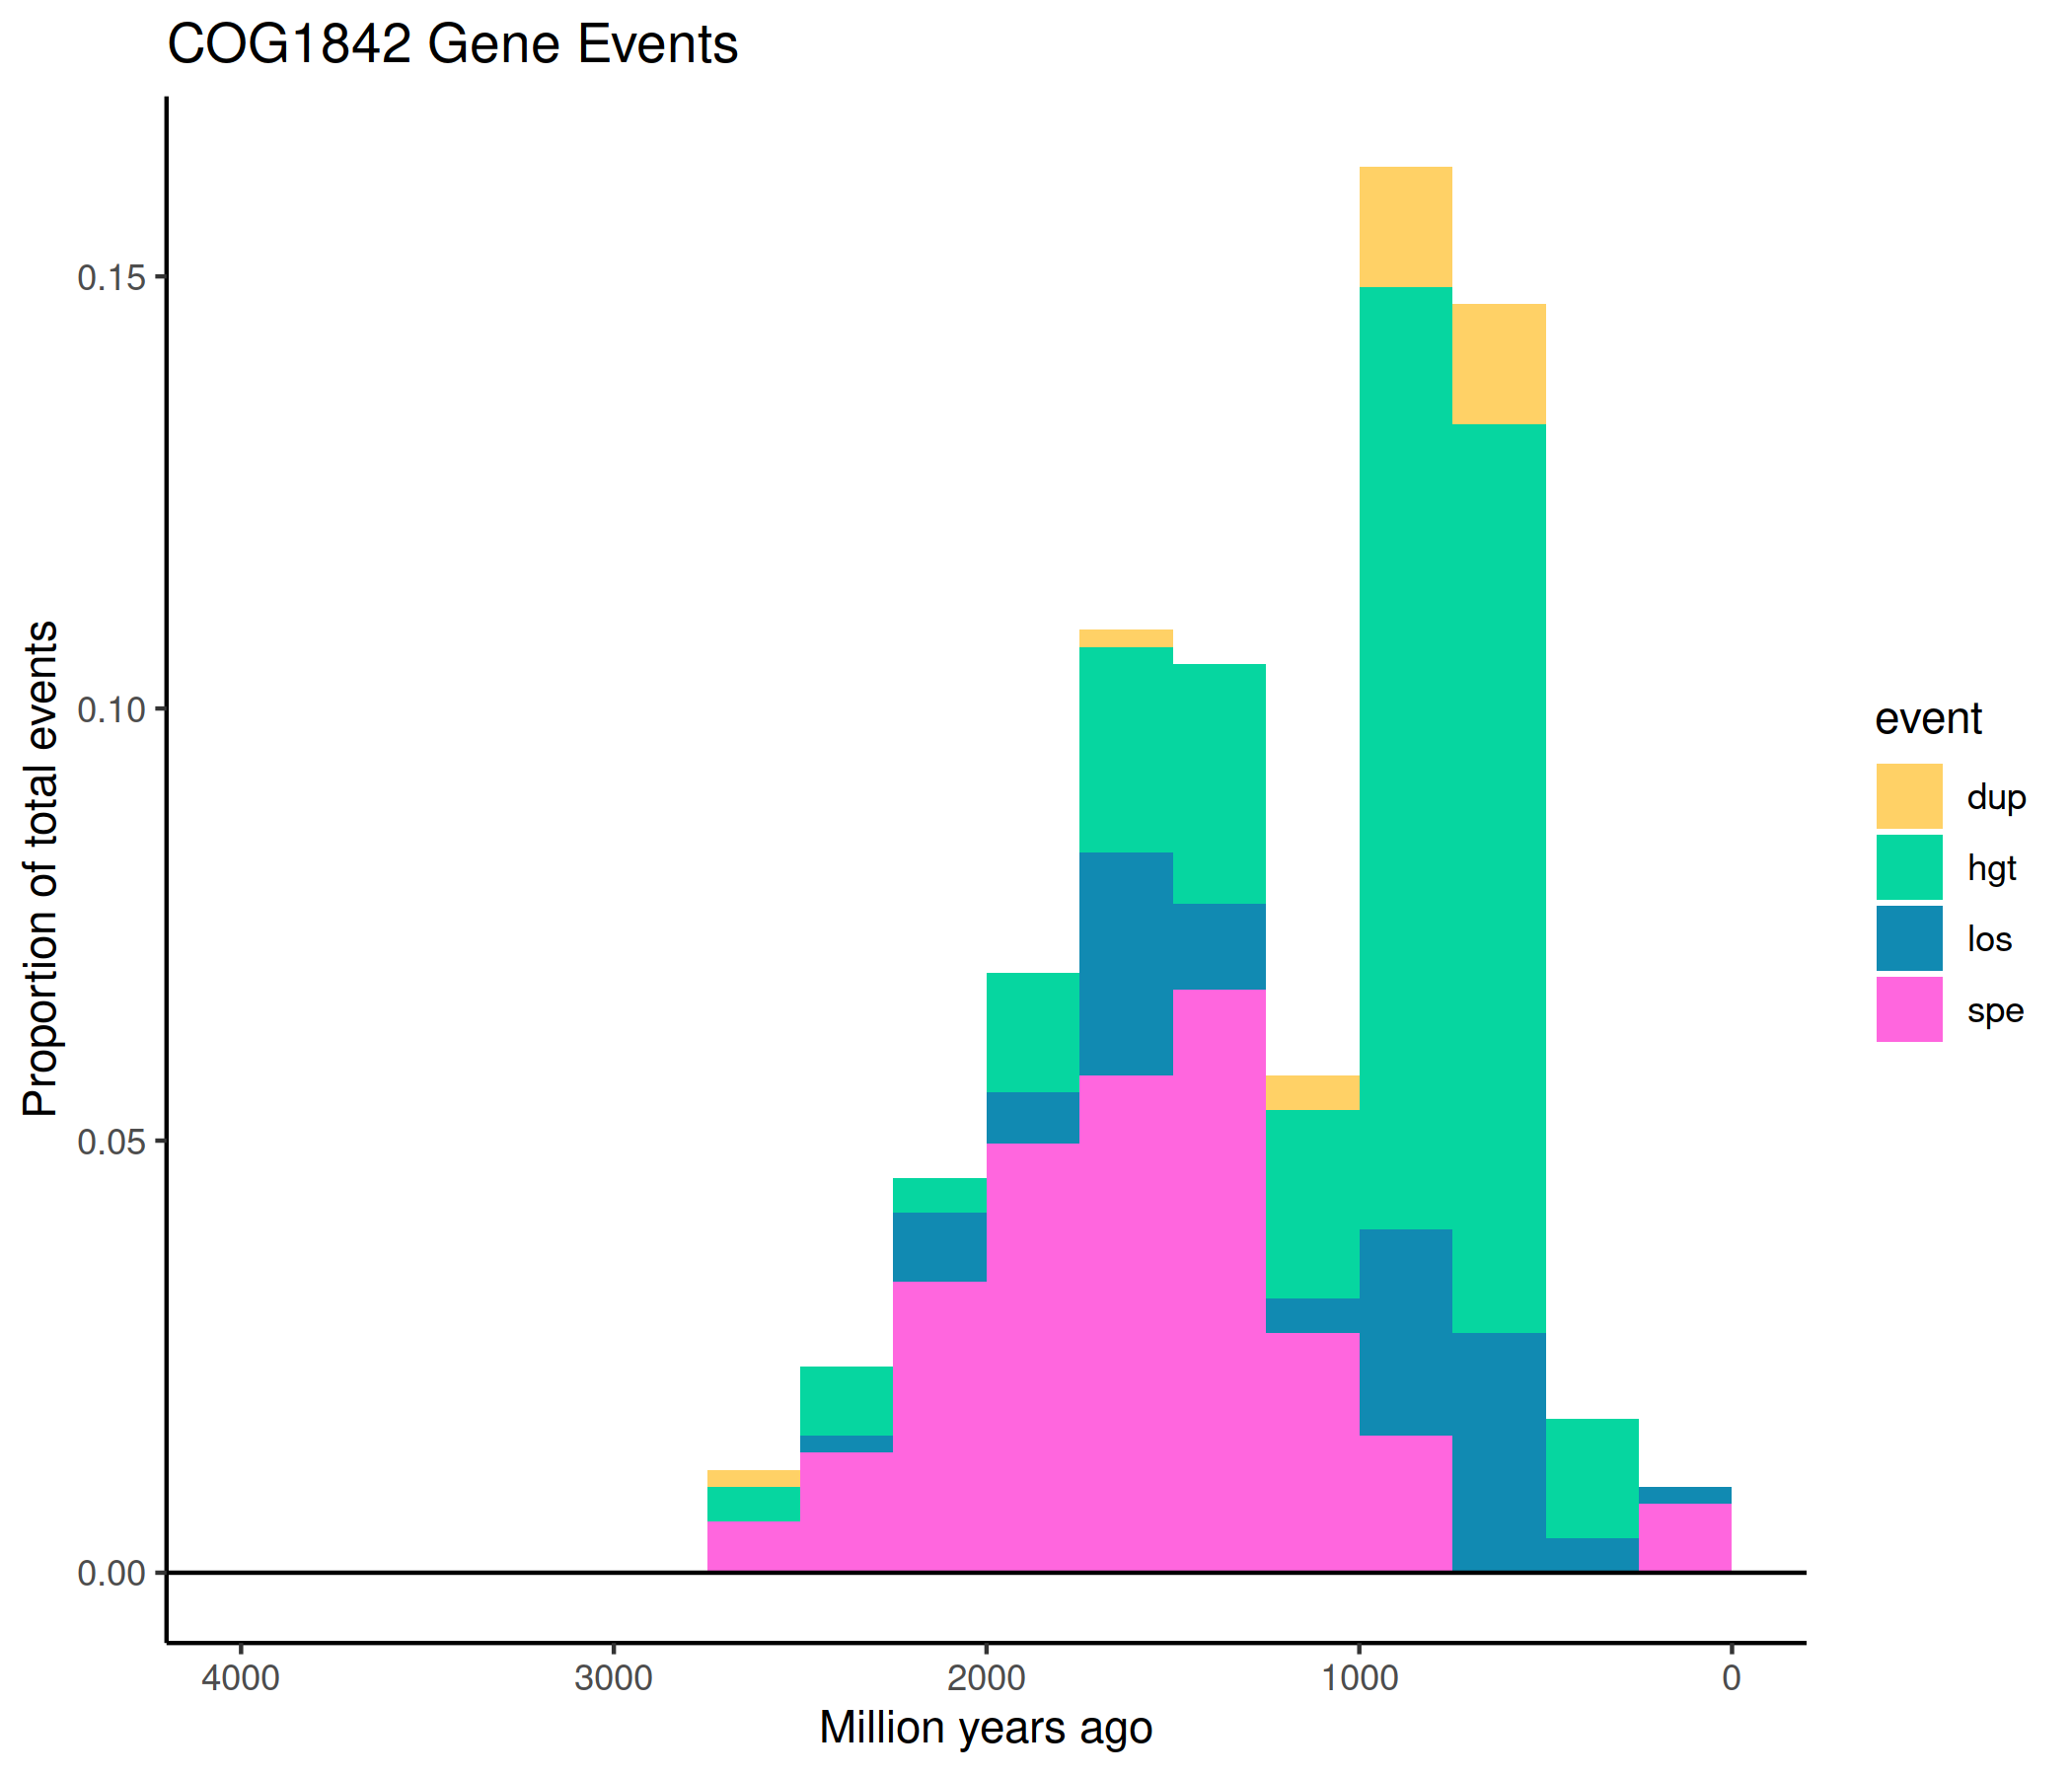 COG1842 Gene Events
Proportion of total events
0.15
0.10
0.05
0.00
4000
3000
2000
1000
0
Million years ago
event
dup
hgt
los
spe